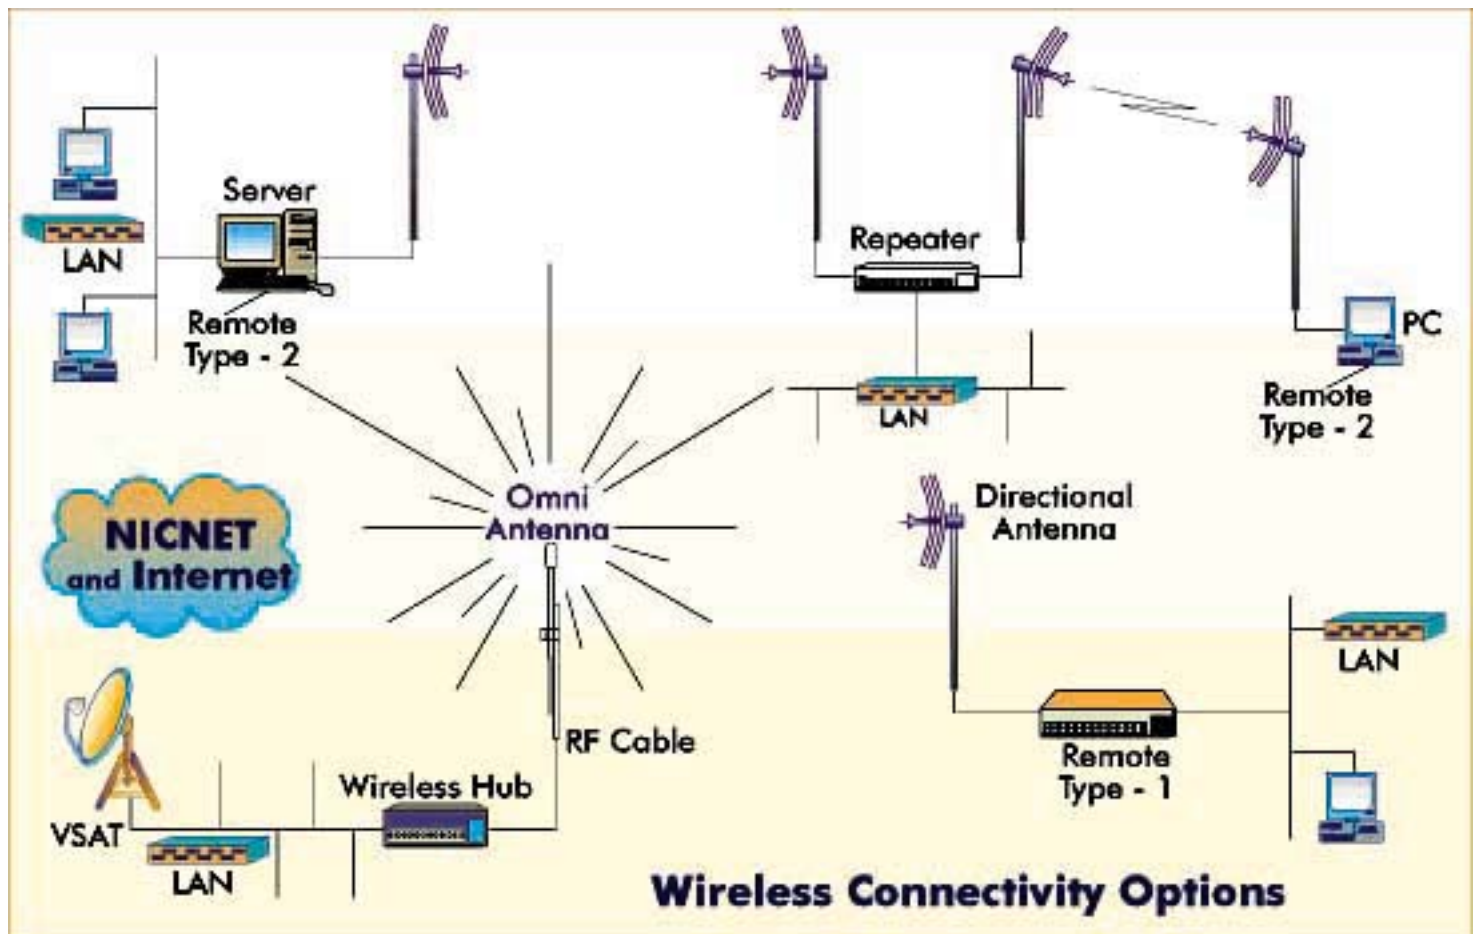 Server
LAN
Remote
Type - 2
Repeater
LAN
PC
Remote
Type - 2
NICNET
and Internet
Omni
Antenna
Directional
Antenna
RF Cable
Wireless Hub
VSAT
LAN
LAN
Remote
Type - 1
Wireless Connectivity Options